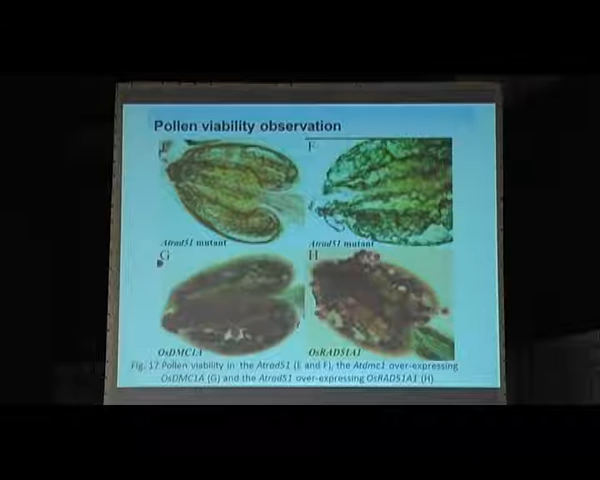 Pollen viability observation
E F
Atrad51 mutant Atrad51 mutant
G H
OsDMC1A OsRAD51A1
Fig. 17 Pollen viability in the Atrad51 (E and F), the Atdmc1 over-expressing
OsDMC1A (G) and the Atrad51 over-expressing OsRAD51A1 (H)